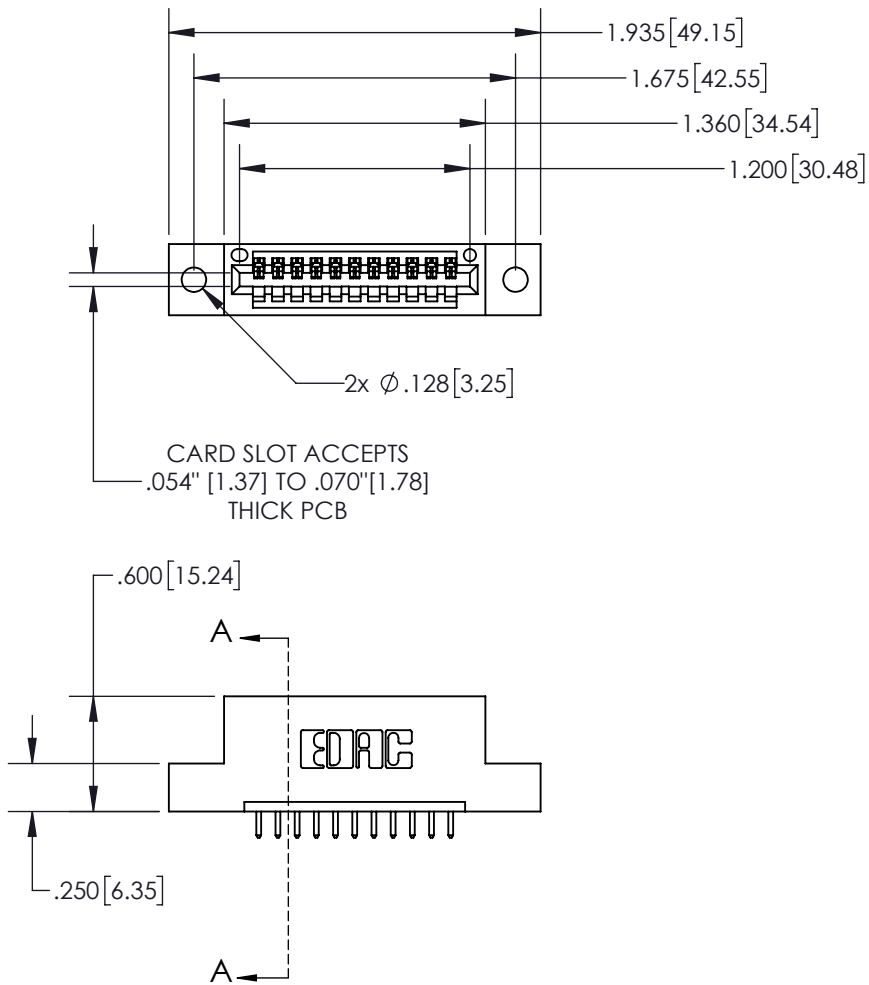 1.935[49.15]
1.675[42.55]
1.360[34.54]
1.200[30.48]
2x ∅.128[3.25]
CARD SLOT ACCEPTS
.054" [1.37] TO .070"[1.78]
THICK PCB
.600[15.24]
A
EDAC
.250[6.35]
A